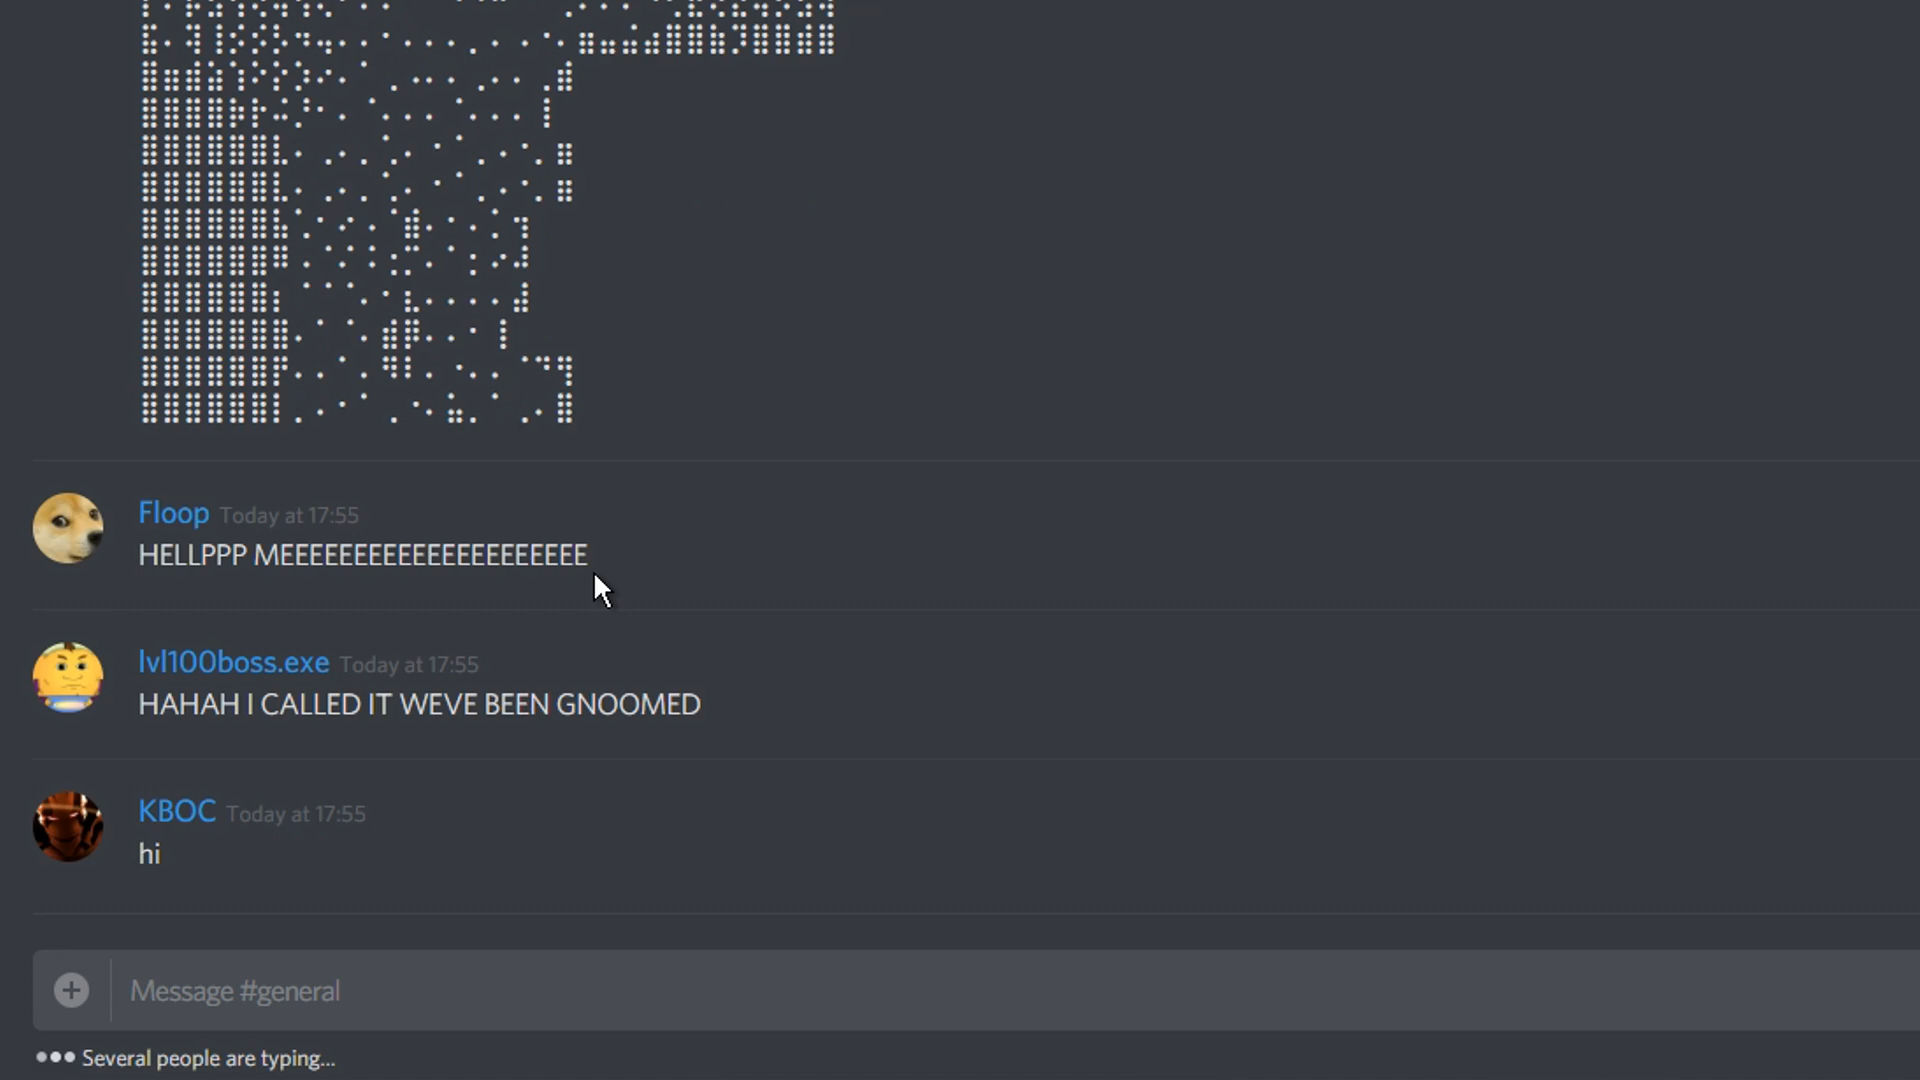 Floop Today at 17:55
HELLPPP MEEEEEEEEEEEEEEEEEEEEE
lvl100boss.exe Today at 17:55
HAHAH I CALLED IT WEVE BEEN GNOOMED
KBOC Today at 17:55
hi
Message #general
Several people are typing...